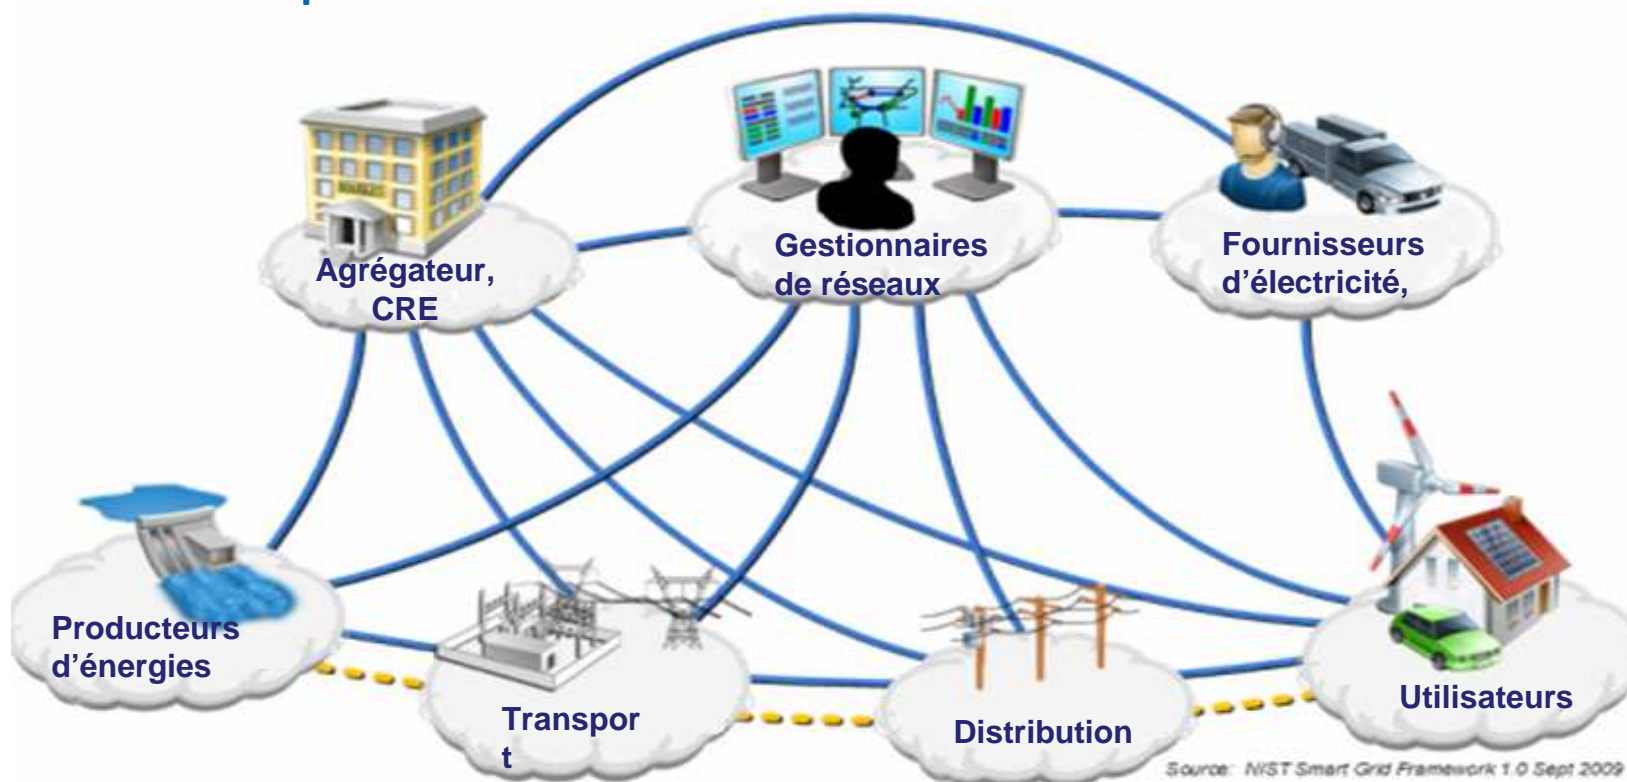 Agrégateur,
CRE
Gestionnaires
de réseaux
Fournisseurs
d’électricité,
Producteurs
d’énergies
Transpor
t
Distribution
Utilisateurs
Source: NIST Smart Grid Framework 1.0 Sept 2009